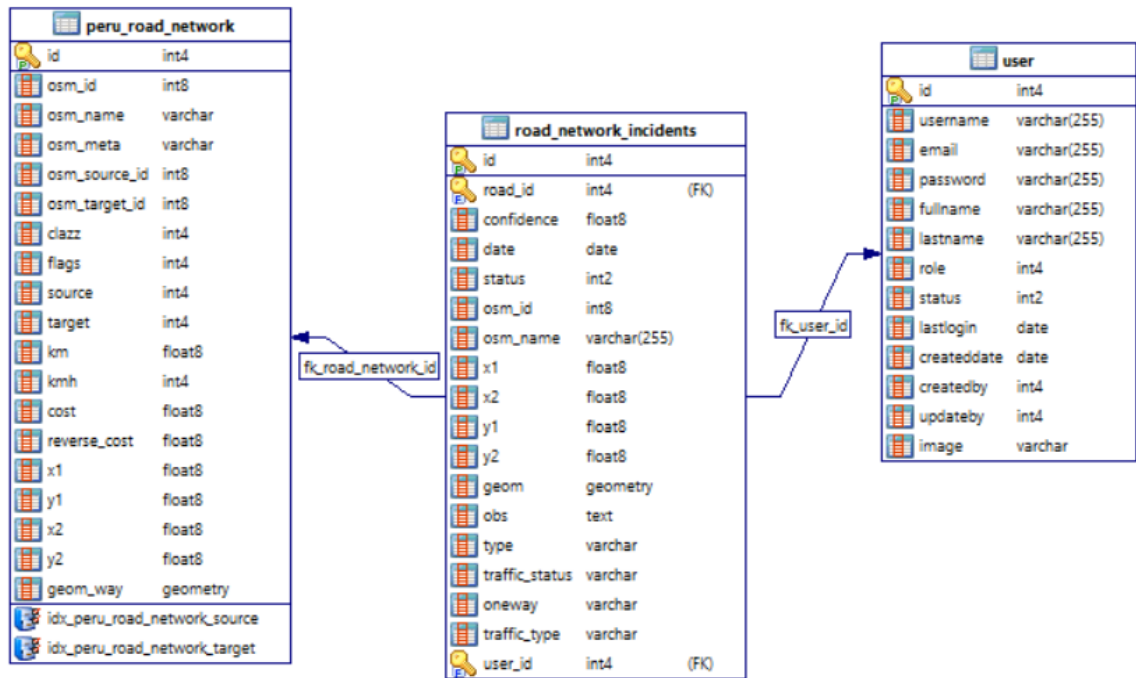 peru_road_network
id int4
osm_id int8
osm_name varchar
osm_meta varchar
osm_source_id int8
osm_target_id int8
clazz int4
flags int4
source int4
target int4
km float8
kmh int4
cost float8
reverse_cost float8
x1 float8
y1 float8
x2 float8
y2 float8
geom_way geometry
idx_peru_road_network_source
idx_peru_road_network_target
fk_road_network_id
road_network_incidents
id int4
road_id int4 (FK)
confidence float8
date date
status int2
osm_id int8
osm_name varchar(255)
x1 float8
x2 float8
y1 float8
y2 float8
geom geometry
obs text
type varchar
traffic_status varchar
oneway varchar
traffic_type varchar
user_id int4 (FK)
fk_user_id
user
id int4
username varchar(255)
email varchar(255)
password varchar(255)
fullname varchar(255)
lastname varchar(255)
role int4
status int2
lastlogin date
createddate date
createdby int4
updateby int4
image varchar